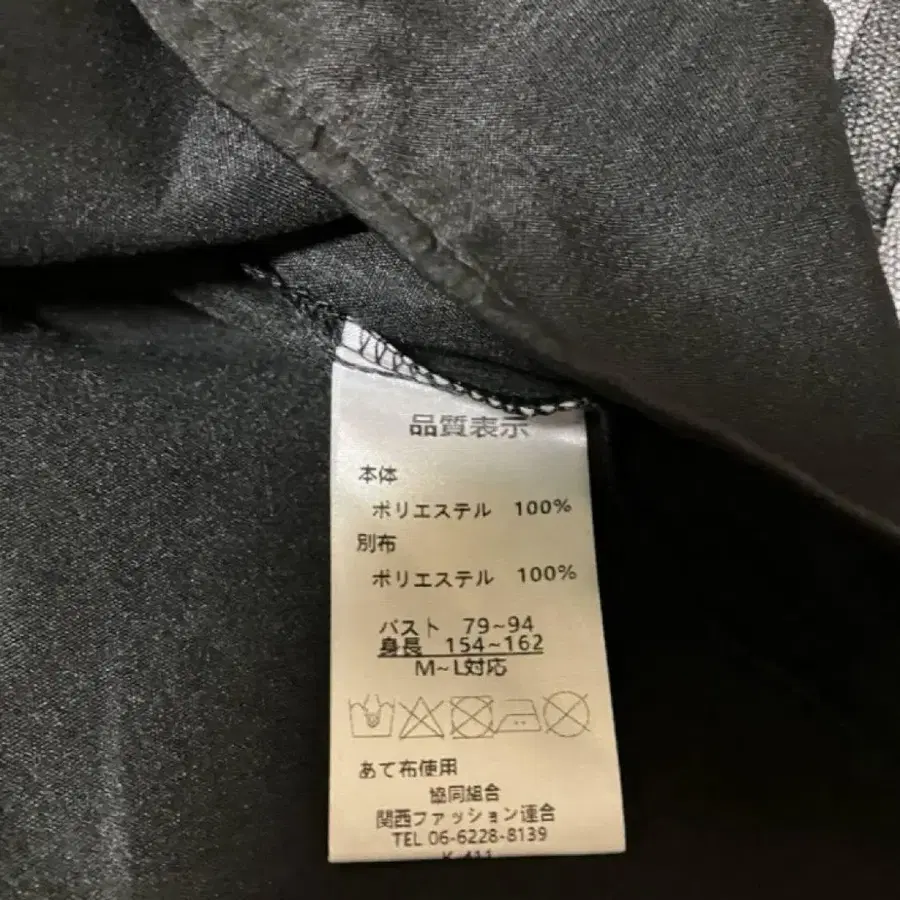 品質表示
本体
ポリエステル 100%
別布
ポリエステル 100%
バスト 79~94
身長 154~162
M~L対応
あて布使用
協同組合
関西ファッション連合
TEL 06-6228-8139
K-411